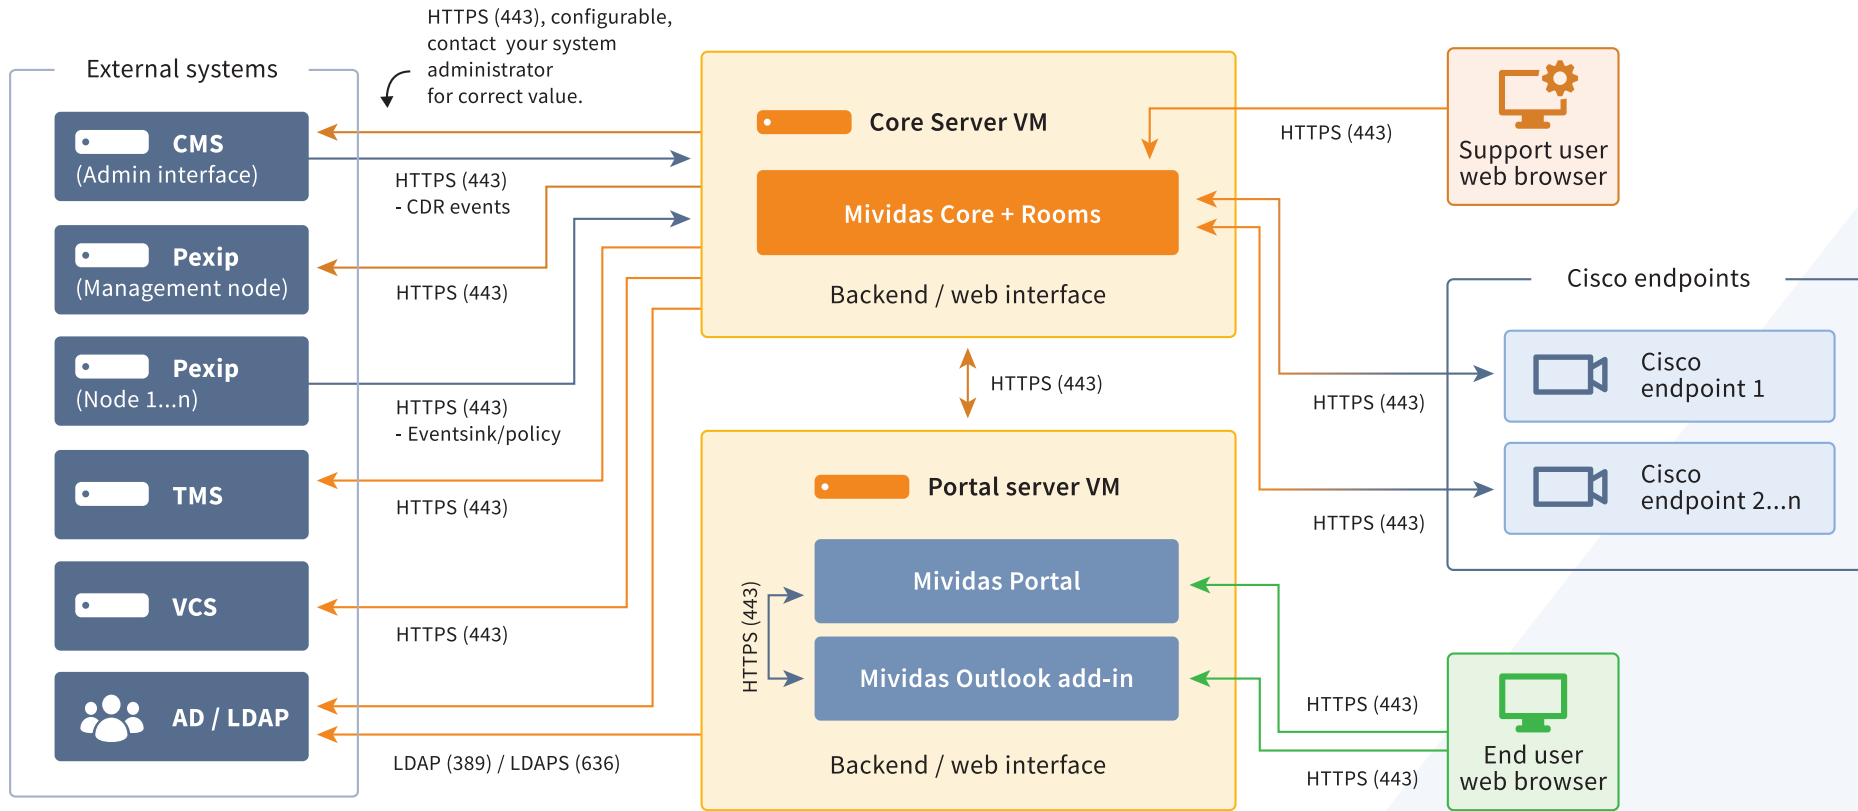 HTTPS (443), configurable,
contact your system
administrator
for correct value.
External systems
CMS
(Admin interface)
HTTPS (443)
- CDR events
Pexip
(Management node)
HTTPS (443)
Pexip
(Node 1...n)
HTTPS (443)
- Eventsink/policy
TMS
HTTPS (443)
VCS
HTTPS (443)
AD / LDAP
LDAP (389) / LDAPS (636)
Core Server VM
Mividas Core + Rooms
Backend / web interface
HTTPS (443)
Portal server VM
Mividas Portal
HTTPS (443)
Mividas Outlook add-in
Backend / web interface
HTTPS (443)
Support user
web browser
Cisco endpoints
Cisco
endpoint 1
HTTPS (443)
Cisco
endpoint 2...n
HTTPS (443)
HTTPS (443)
End user
web browser
HTTPS (443)